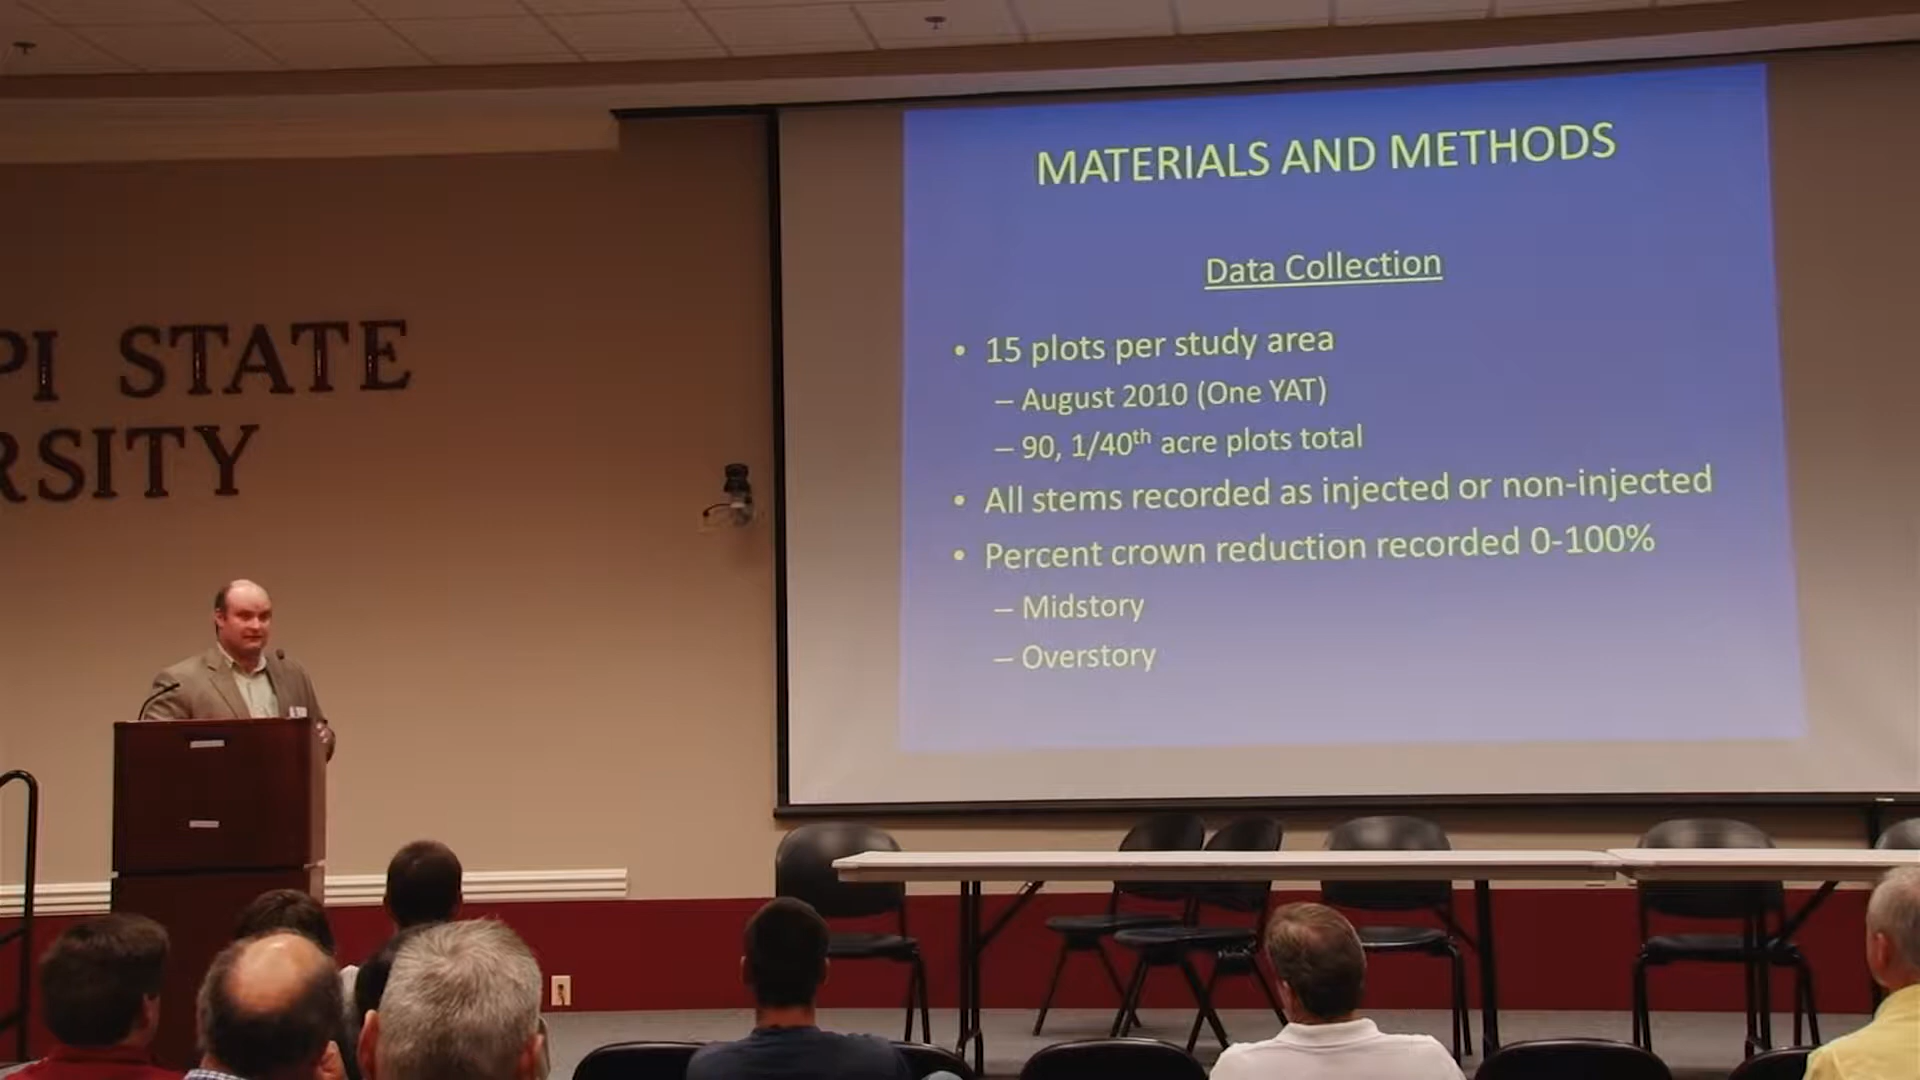 PI STATE
RSITY
MATERIALS AND METHODS
Data Collection
• 15 plots per study area
– August 2010 (One YAT)
– 90, 1/40th acre plots total
• All stems recorded as injected or non-injected
• Percent crown reduction recorded 0-100%
– Midstory
– Overstory